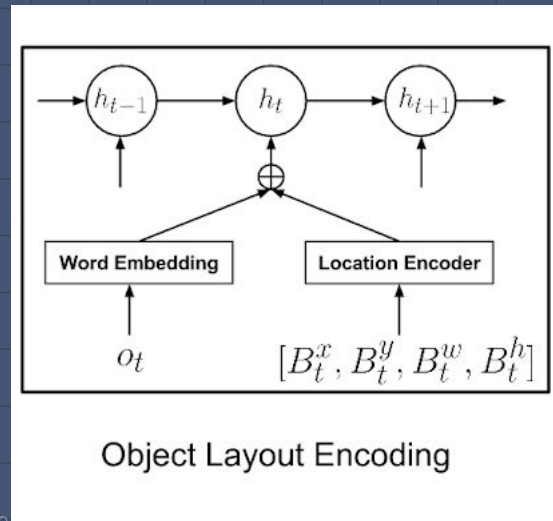 h_{t-1} h_t h_{t+1}
⊕
Word Embedding Location Encoder
o_t [B_t^x, B_t^y, B_t^w, B_t^h]
Object Layout Encoding